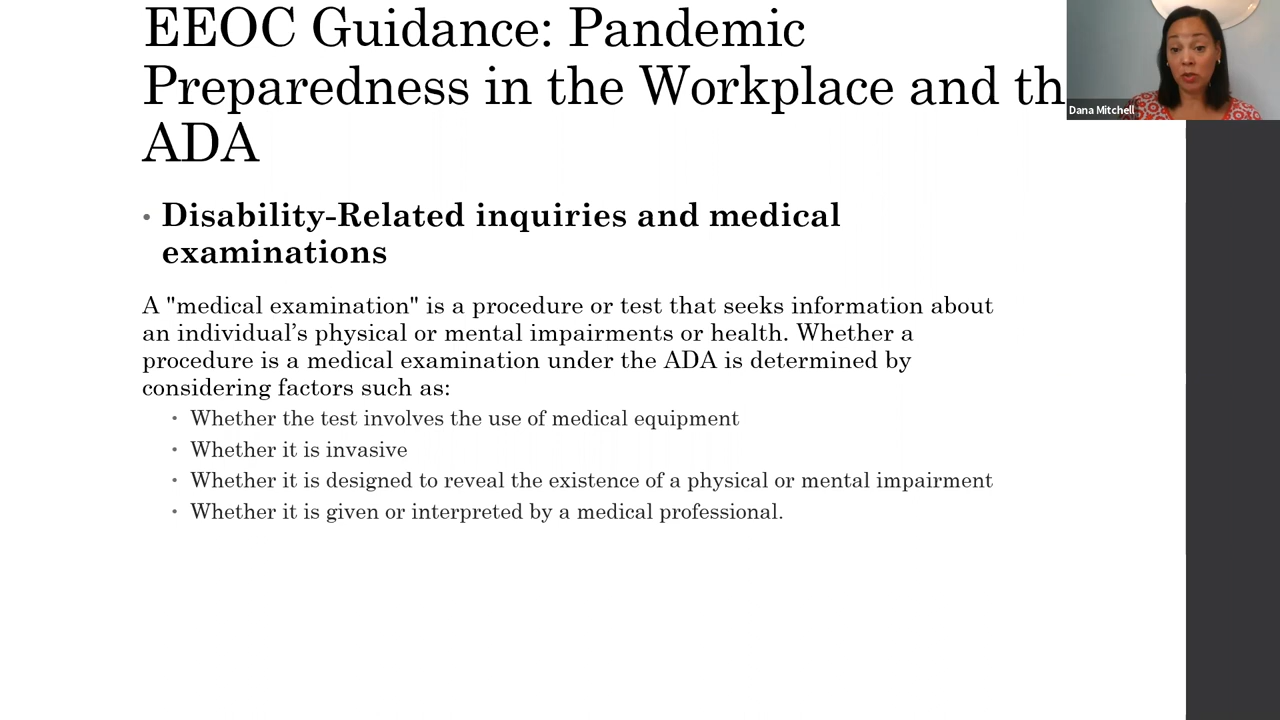 EEOC Guidance: Pandemic
Preparedness in the Workplace and th
ADA
Dana Mitchell
• Disability-Related inquiries and medical
examinations
A "medical examination" is a procedure or test that seeks information about
an individual’s physical or mental impairments or health. Whether a
procedure is a medical examination under the ADA is determined by
considering factors such as:
• Whether the test involves the use of medical equipment
• Whether it is invasive
• Whether it is designed to reveal the existence of a physical or mental impairment
• Whether it is given or interpreted by a medical professional.